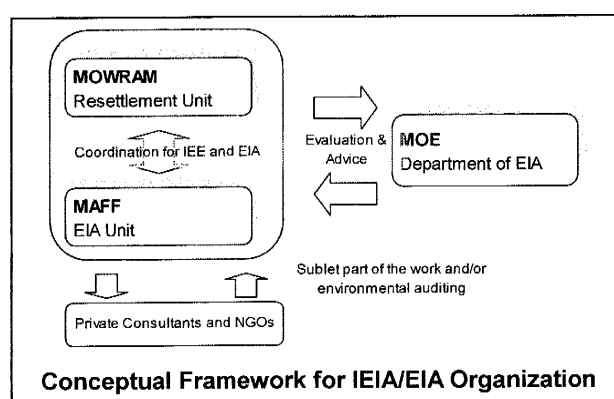 MOWRAM
Resettlement Unit
Coordination for IEE and EIA
MAFF
EIA Unit
Evaluation &
Advice
MOE
Department of EIA
Sublet part of the work and/or
environmental auditing
Private Consultants and NGOs
Conceptual Framework for IEIA/EIA Organization